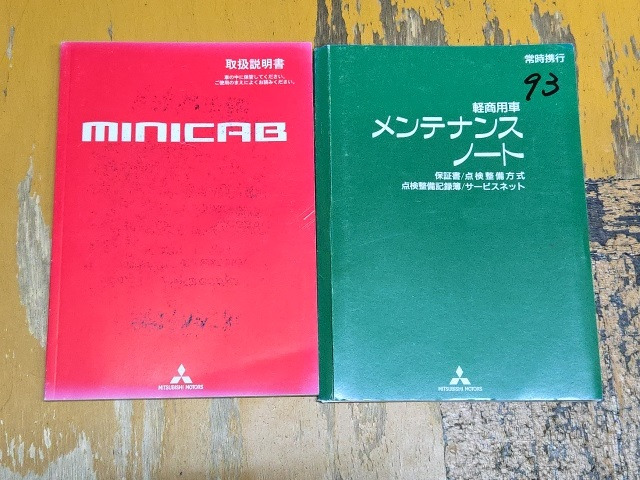 取扱説明書
車の中に保管してください。
ご使用のまえによくお読みください。
MINICAB
MITSUBISHI MOTORS
常時携行
93
軽商用車
メンテナンス
ノート
保証書/点検整備方式
点検整備記録簿/サービスネット
MITSUBISHI MOTORS